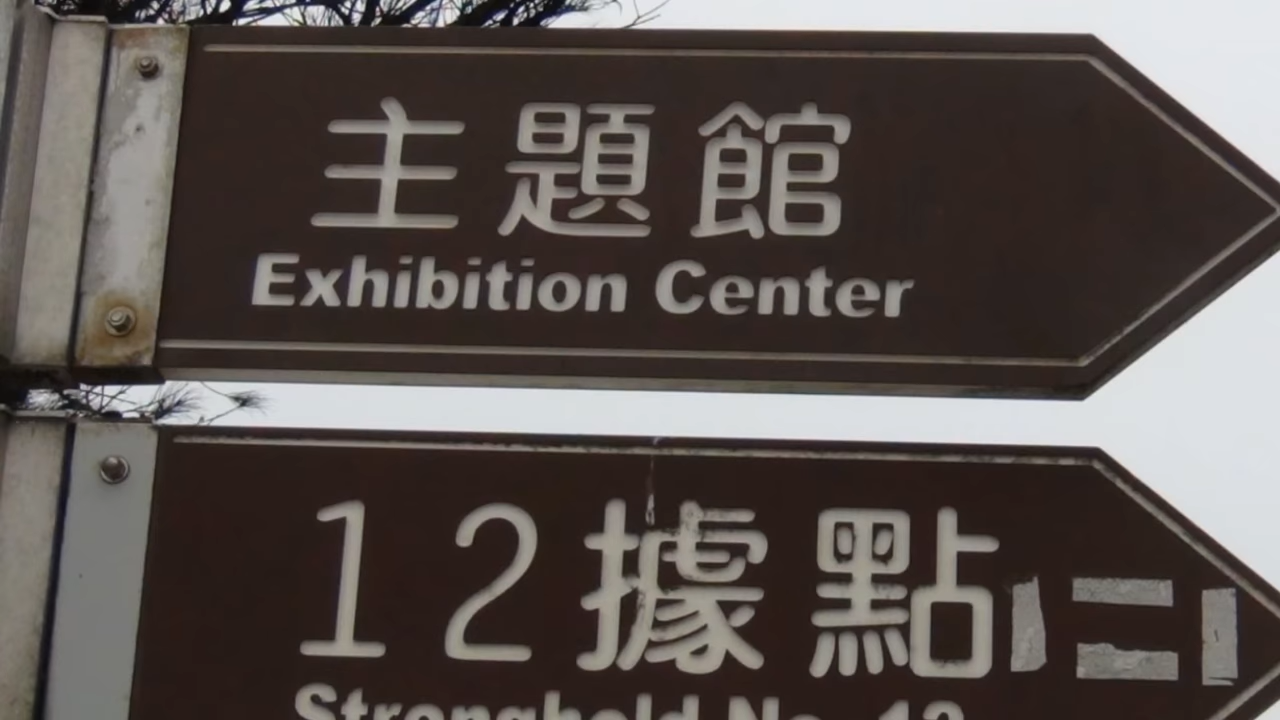 主題館
Exhibition Center
12據點
Stronghold No. 12